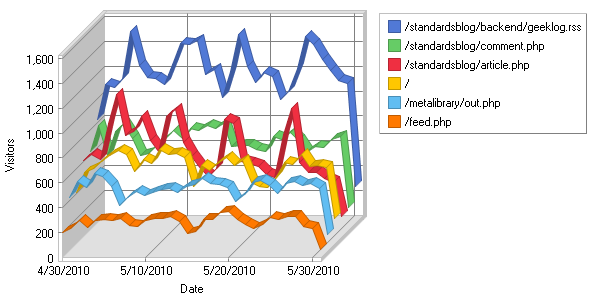 1,600
1,400
1,200
1,000
800
600
400
200
0
Visitors
4/30/2010
5/10/2010
5/20/2010
5/30/2010
Date
/standardsblog/backend/geeklog.rss
/standardsblog/comment.php
/standardsblog/article.php
/
/metalibrary/out.php
/feed.php